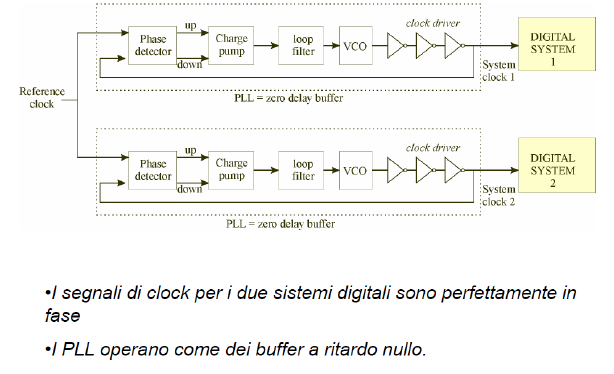 clock driver
up
Phase
detector
Charge
pump
loop
filter
VCO
DIGITAL
SYSTEM
1
down
System
clock 1
PLL = zero delay buffer
Reference
clock
clock driver
up
Phase
detector
Charge
pump
loop
filter
VCO
DIGITAL
SYSTEM
2
down
System
clock 2
PLL = zero delay buffer
•I segnali di clock per i due sistemi digitali sono perfettamente in
fase
•I PLL operano come dei buffer a ritardo nullo.